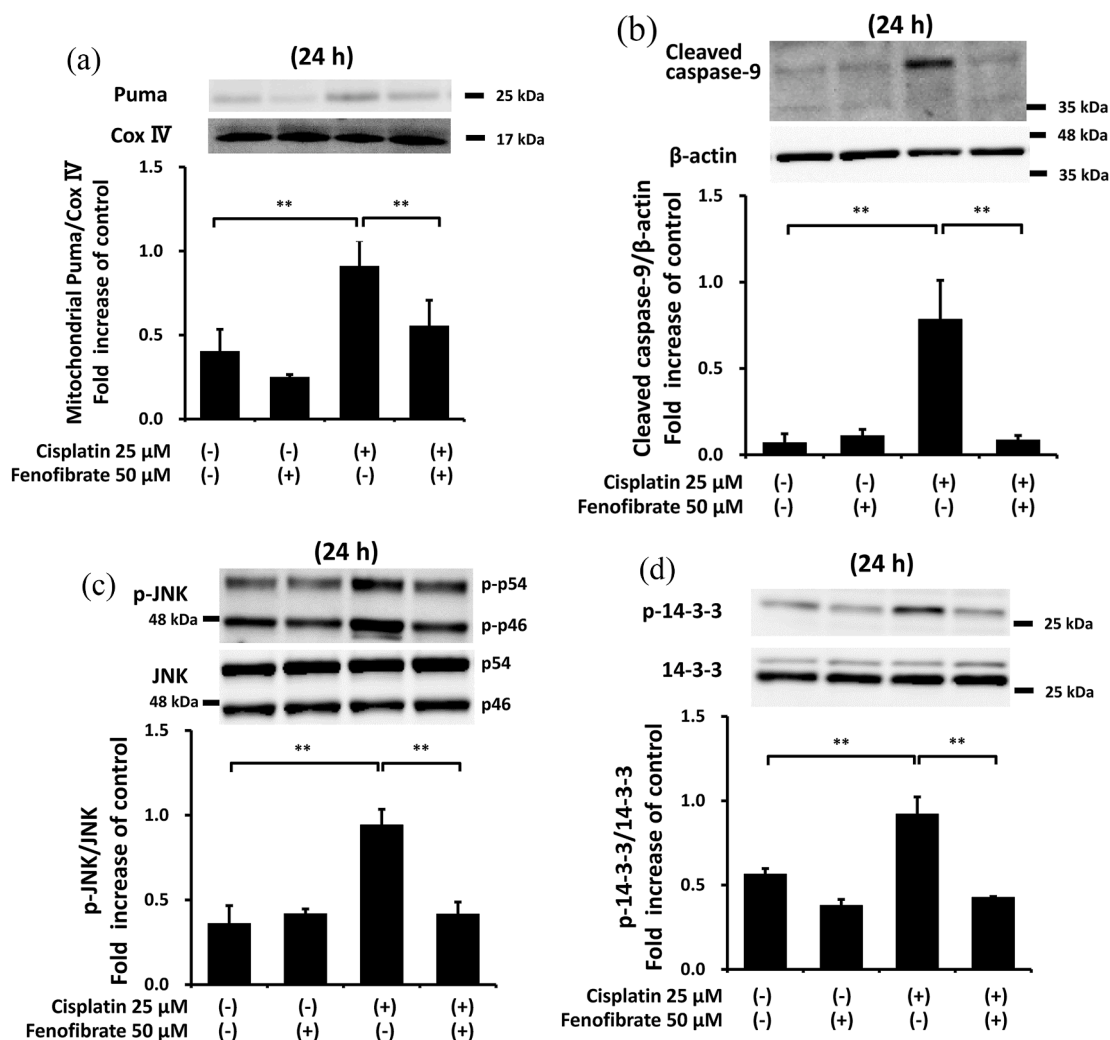 (a)
(24 h)
Puma
25 kDa
Cox Ⅳ
17 kDa
Mitochondrial Puma/Cox Ⅳ
Fold increase of control
1.5
1.0
0.5
0.0
** **
Cisplatin 25 µM (-) (-) (+) (+)
Fenofibrate 50 µM (-) (+) (-) (+)
(b)
(24 h)
Cleaved
caspase-9
35 kDa
48 kDa
β-actin
35 kDa
Cleaved caspase-9/β-actin
Fold increase of control
1.5
1.0
0.5
0.0
** **
Cisplatin 25 µM (-) (-) (+) (+)
Fenofibrate 50 µM (-) (+) (-) (+)
(c)
(24 h)
p-JNK
p-p54
48 kDa
p-p46
JNK
p54
48 kDa
p46
p-JNK/JNK
Fold increase of control
1.5
1.0
0.5
0.0
** **
Cisplatin 25 µM (-) (-) (+) (+)
Fenofibrate 50 µM (-) (+) (-) (+)
(d)
(24 h)
p-14-3-3
25 kDa
14-3-3
25 kDa
p-14-3-3/14-3-3
Fold increase of control
1.5
1.0
0.5
0.0
** **
Cisplatin 25 µM (-) (-) (+) (+)
Fenofibrate 50 µM (-) (+) (-) (+)